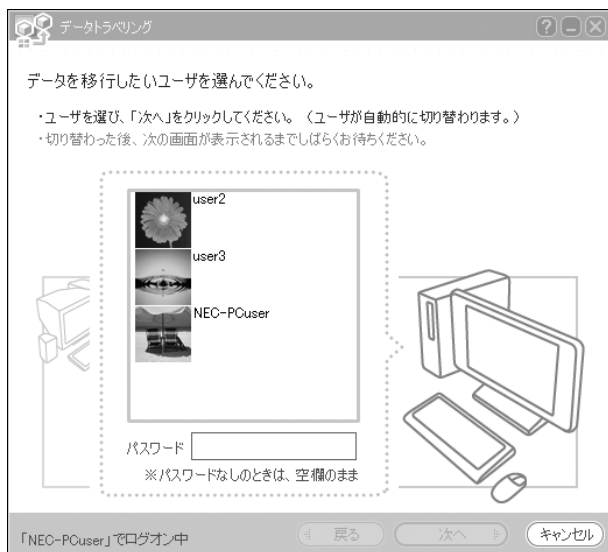 データトラベリング
データを移行したいユーザを選んでください。
・ユーザを選び、「次へ」をクリックしてください。（ユーザが自動的に切り替わります。）
・切り替わった後、次の画面が表示されるまでしばらくお待ちください。
user2
user3
NEC-PCuser
パスワード
※パスワードなしのときは、空欄のまま
「NEC-PCuser」でログオン中
戻る
次へ
キャンセル